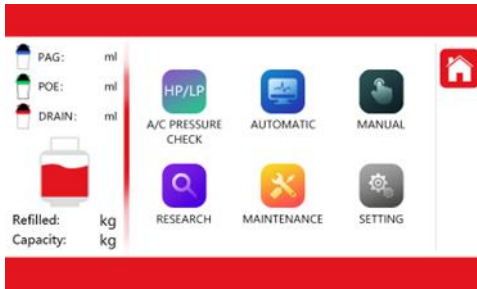 PAG: ml
POE: ml
DRAIN: ml
Refilled: kg
Capacity: kg
HP/LP
A/C PRESSURE
CHECK
AUTOMATIC
MANUAL
RESEARCH
MAINTENANCE
SETTING